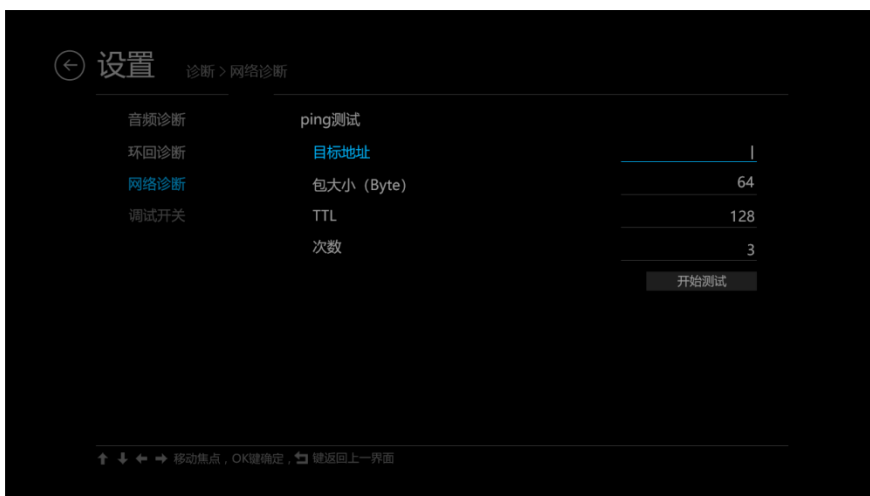 设置 诊断 > 网络诊断
音频诊断
环回诊断
网络诊断
调试开关
ping测试
目标地址
包大小（Byte） 64
TTL 128
次数 3
开始测试
移动焦点，OK键确定， 键返回上一界面